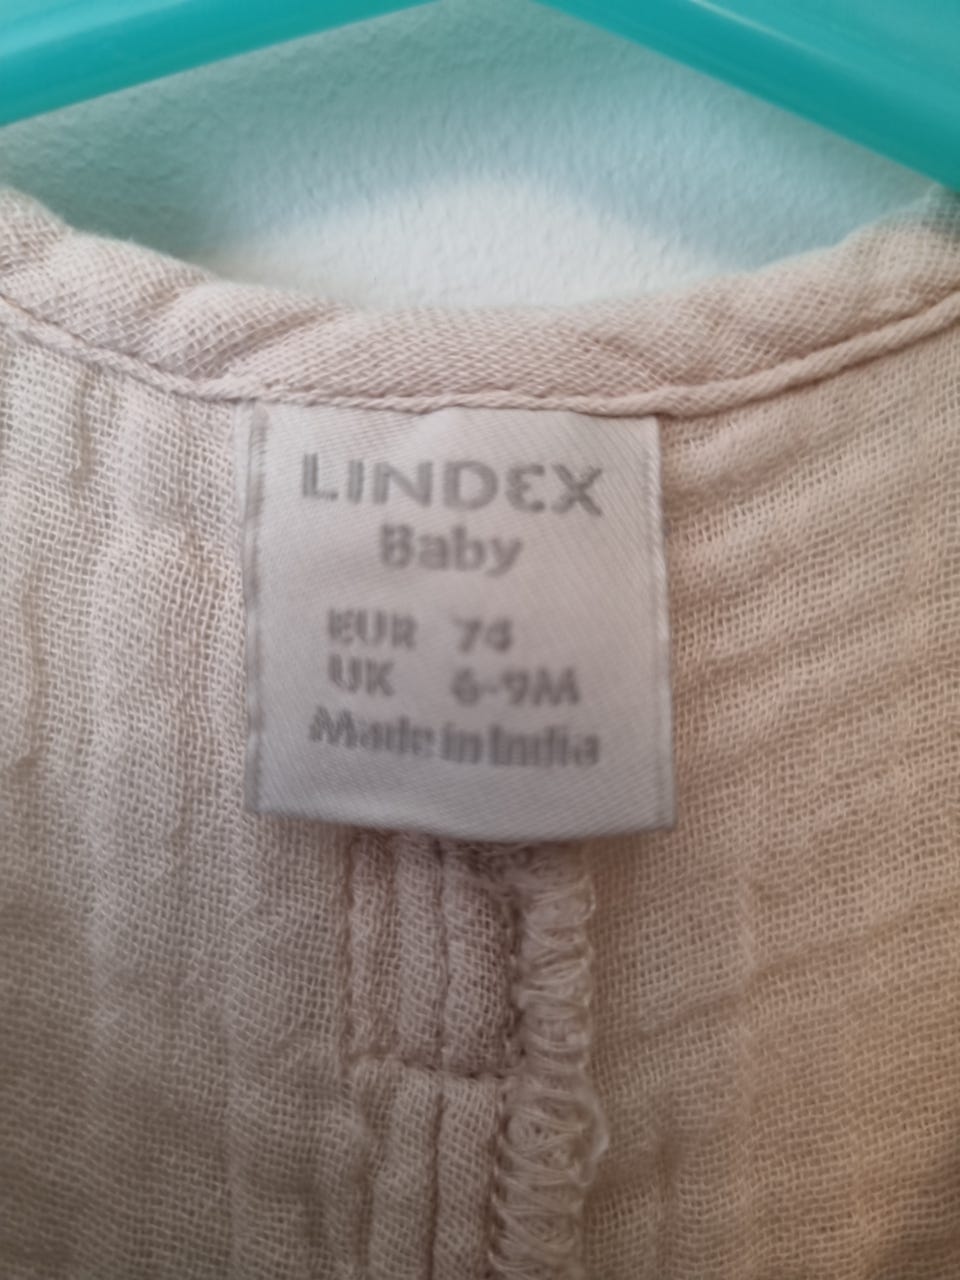 LINDEX
Baby
EUR 74
UK 6-9M
Made in India